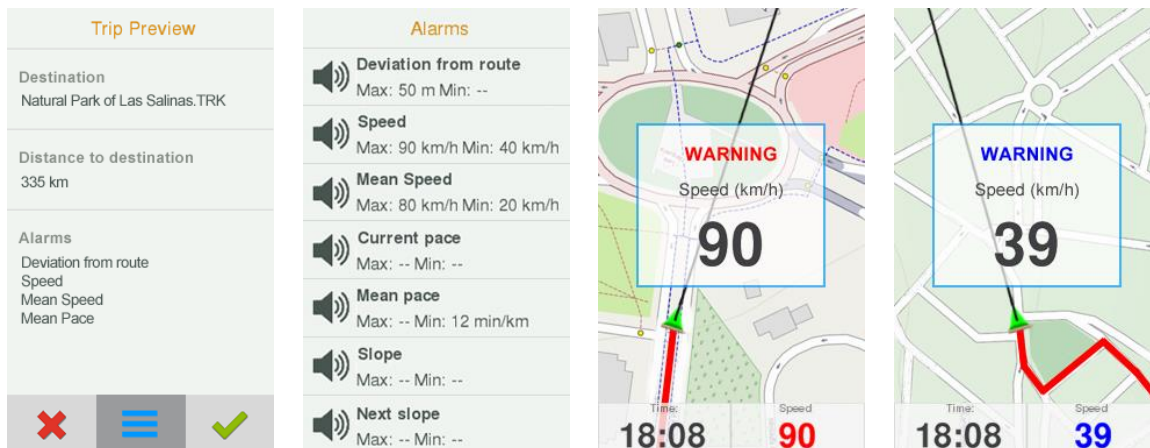 Trip Preview
Destination
Natural Park of Las Salinas.TRK
Distance to destination
335 km
Alarms
Deviation from route
Speed
Mean Speed
Mean Pace
Alarms
Deviation from route
Max: 50 m Min: --
Speed
Max: 90 km/h Min: 40 km/h
Mean Speed
Max: 80 km/h Min: 20 km/h
Current pace
Max: -- Min: --
Mean pace
Max: -- Min: 12 min/km
Slope
Max: -- Min: --
Next slope
Max: -- Min: --
WARNING
Speed (km/h)
90
Time: Speed
18:08 90
WARNING
Speed (km/h)
39
Time: Speed
18:08 39